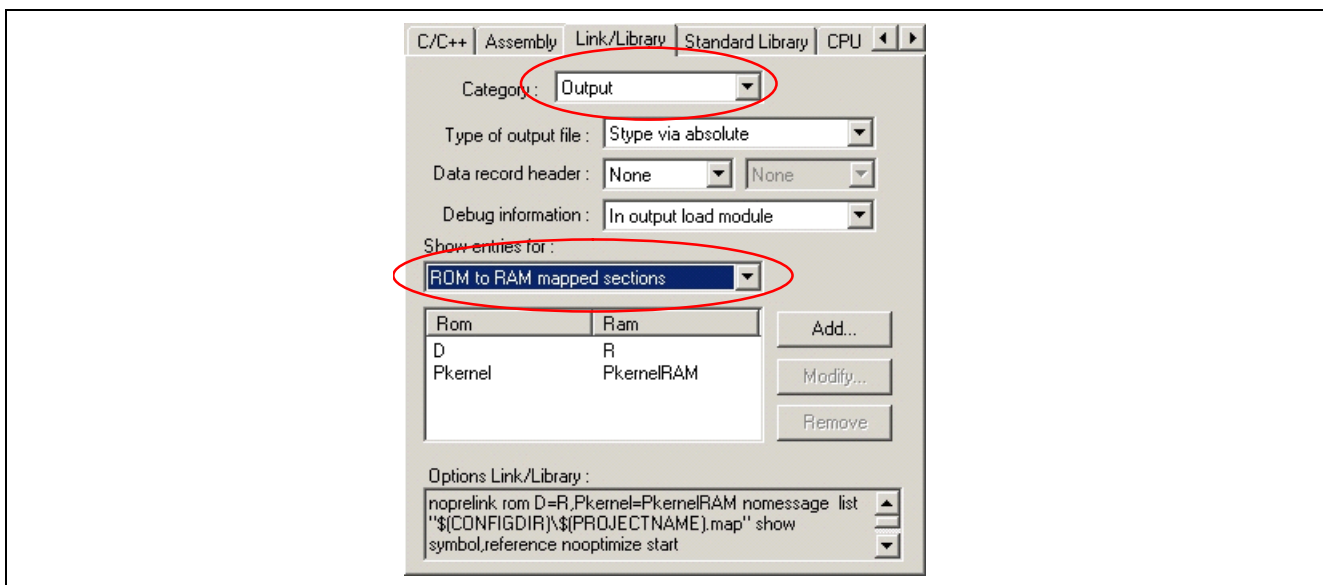 C/C++ Assembly Link/Library Standard Library CPU
Category : Output
Type of output file : Stype via absolute
Data record header : None None
Debug information : In output load module
Show entries for :
ROM to RAM mapped sections
Rom Ram
D R
Pkernel PkernelRAM
Add...
Modify...
Remove
Options Link/Library :
noprelink rom D=R,Pkernel=PkernelRAM nomessage list
"$(CONFIGDIR)\$(PROJECTNAME).map" show
symbol,reference nooptimize start